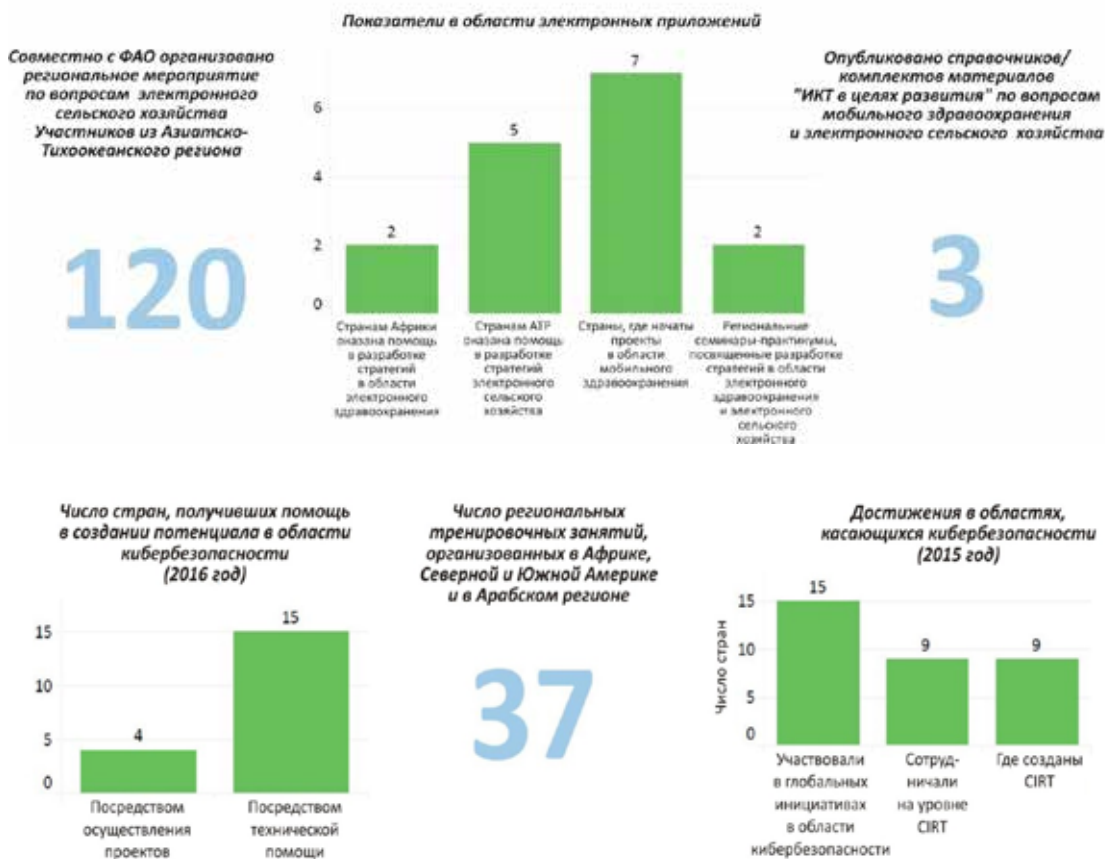 Показатели в области электронных приложений
Совместно с ФАО организовано
региональное мероприятие
по вопросам электронного
сельского хозяйства
Участников из Азиатско-
Тихоокеанского региона
120
7
5
2
2
6
4
2
0
Странам Африки
оказана помощь
в разработке
стратегий
в области
электронного
здравоохранения
Странам АТР
оказана помощь
в разработке
стратегий
электронного
сельского
хозяйства
Страны, где начаты
проекты
в области
мобильного
здравоохранения
Региональные
семинары-практикумы,
посвященные разработке
стратегий в области
электронного
здравоохранения
и электронного
сельского
хозяйства
Опубликовано справочников/
комплектов материалов
"ИКТ в целях развития" по вопросам
мобильного здравоохранения
и электронного сельского хозяйства
3
Число стран, получивших помощь
в создании потенциала в области
кибербезопасности
(2016 год)
15
10
5
0
4
15
Посредством
осуществления
проектов
Посредством
технической
помощи
Число региональных
тренировочных занятий,
организованных в Африке,
Северной и Южной Америке
и в Арабском регионе
37
Достижения в областях,
касающихся кибербезопасности
(2015 год)
Число стран
15
10
5
0
15
9
9
Участвовали
в глобальных
инициативах
в области
кибербезопасности
Сотруд-
ничали
на уровне
CIRT
Где созданы
CIRT